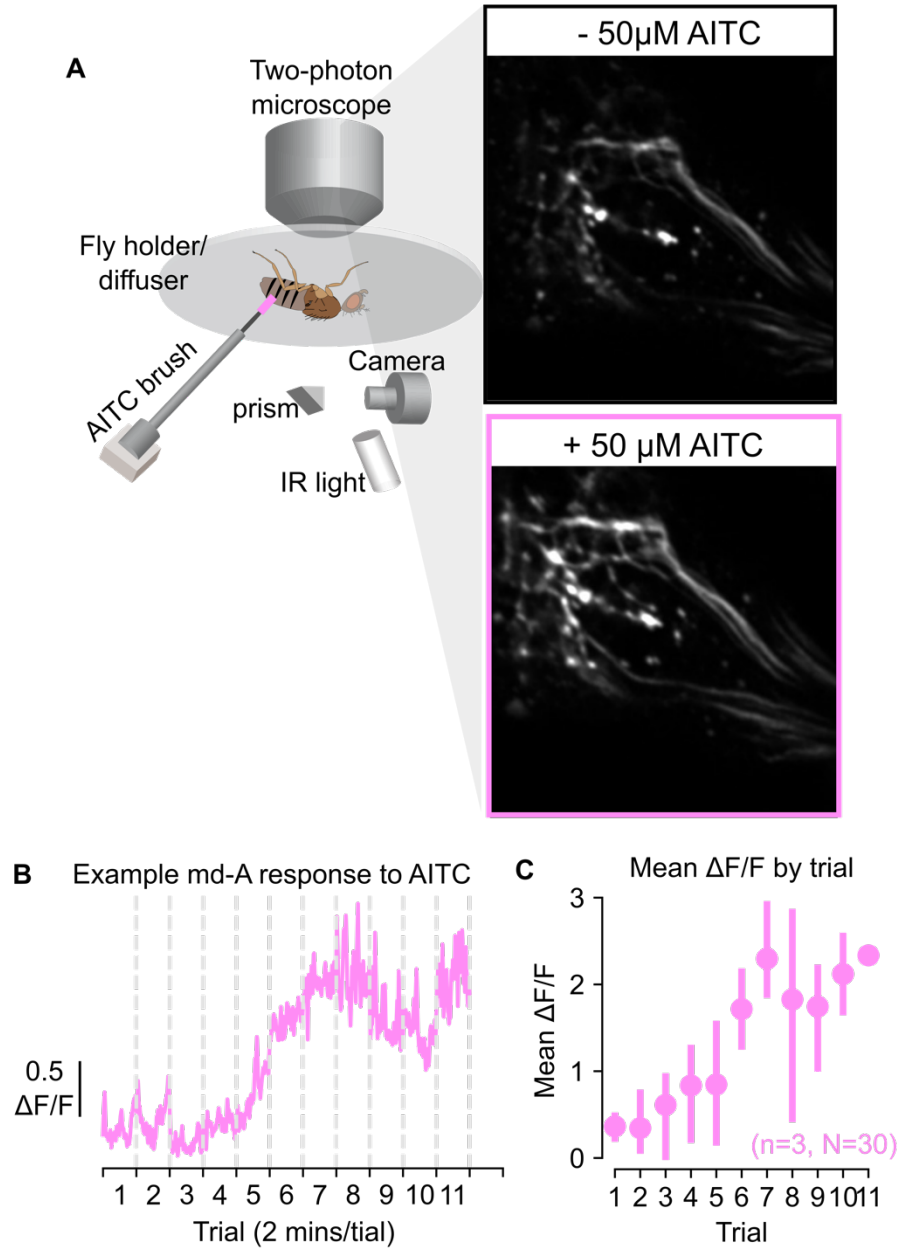 A
Two-photon
microscope
Fly holder/
diffuser
AITC brush
prism
Camera
IR light
- 50µM AITC
+ 50 µM AITC
B
Example md-A response to AITC
0.5
ΔF/F
1 2 3 4 5 6 7 8 9 10 11
Trial (2 mins/tial)
C
Mean ΔF/F by trial
Mean ΔF/F
3
2
1
0
(n=3, N=30)
1 2 3 4 5 6 7 8 9 10 11
Trial